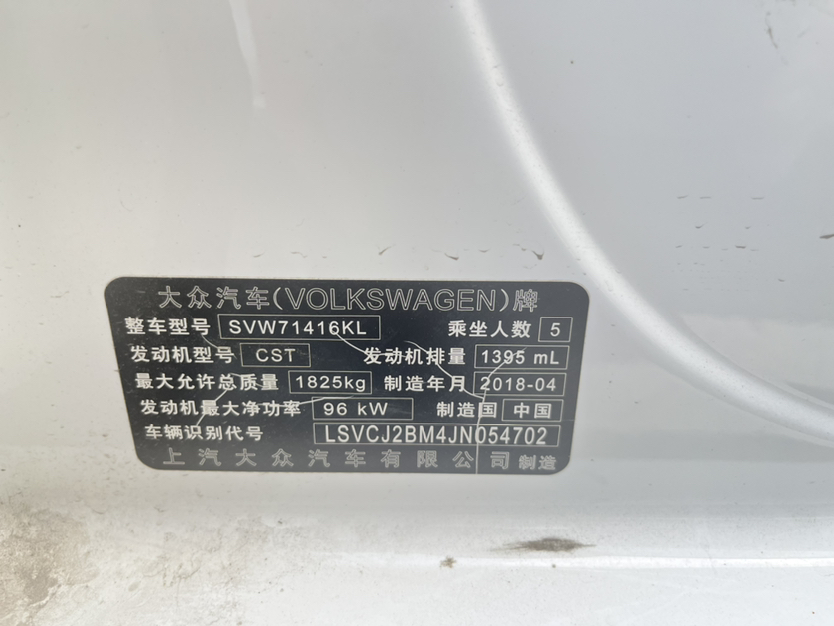 大众汽车(VOLKSWAGEN)牌
整车型号 SVW71416KL 乘坐人数 5
发动机型号 CST 发动机排量 1395 mL
最大允许总质量 1825kg 制造年月 2018-04
发动机最大净功率 96 kW 制造国 中国
车辆识别代号 LSVCJ2BM4JN054702
上汽大众汽车有限公司制造